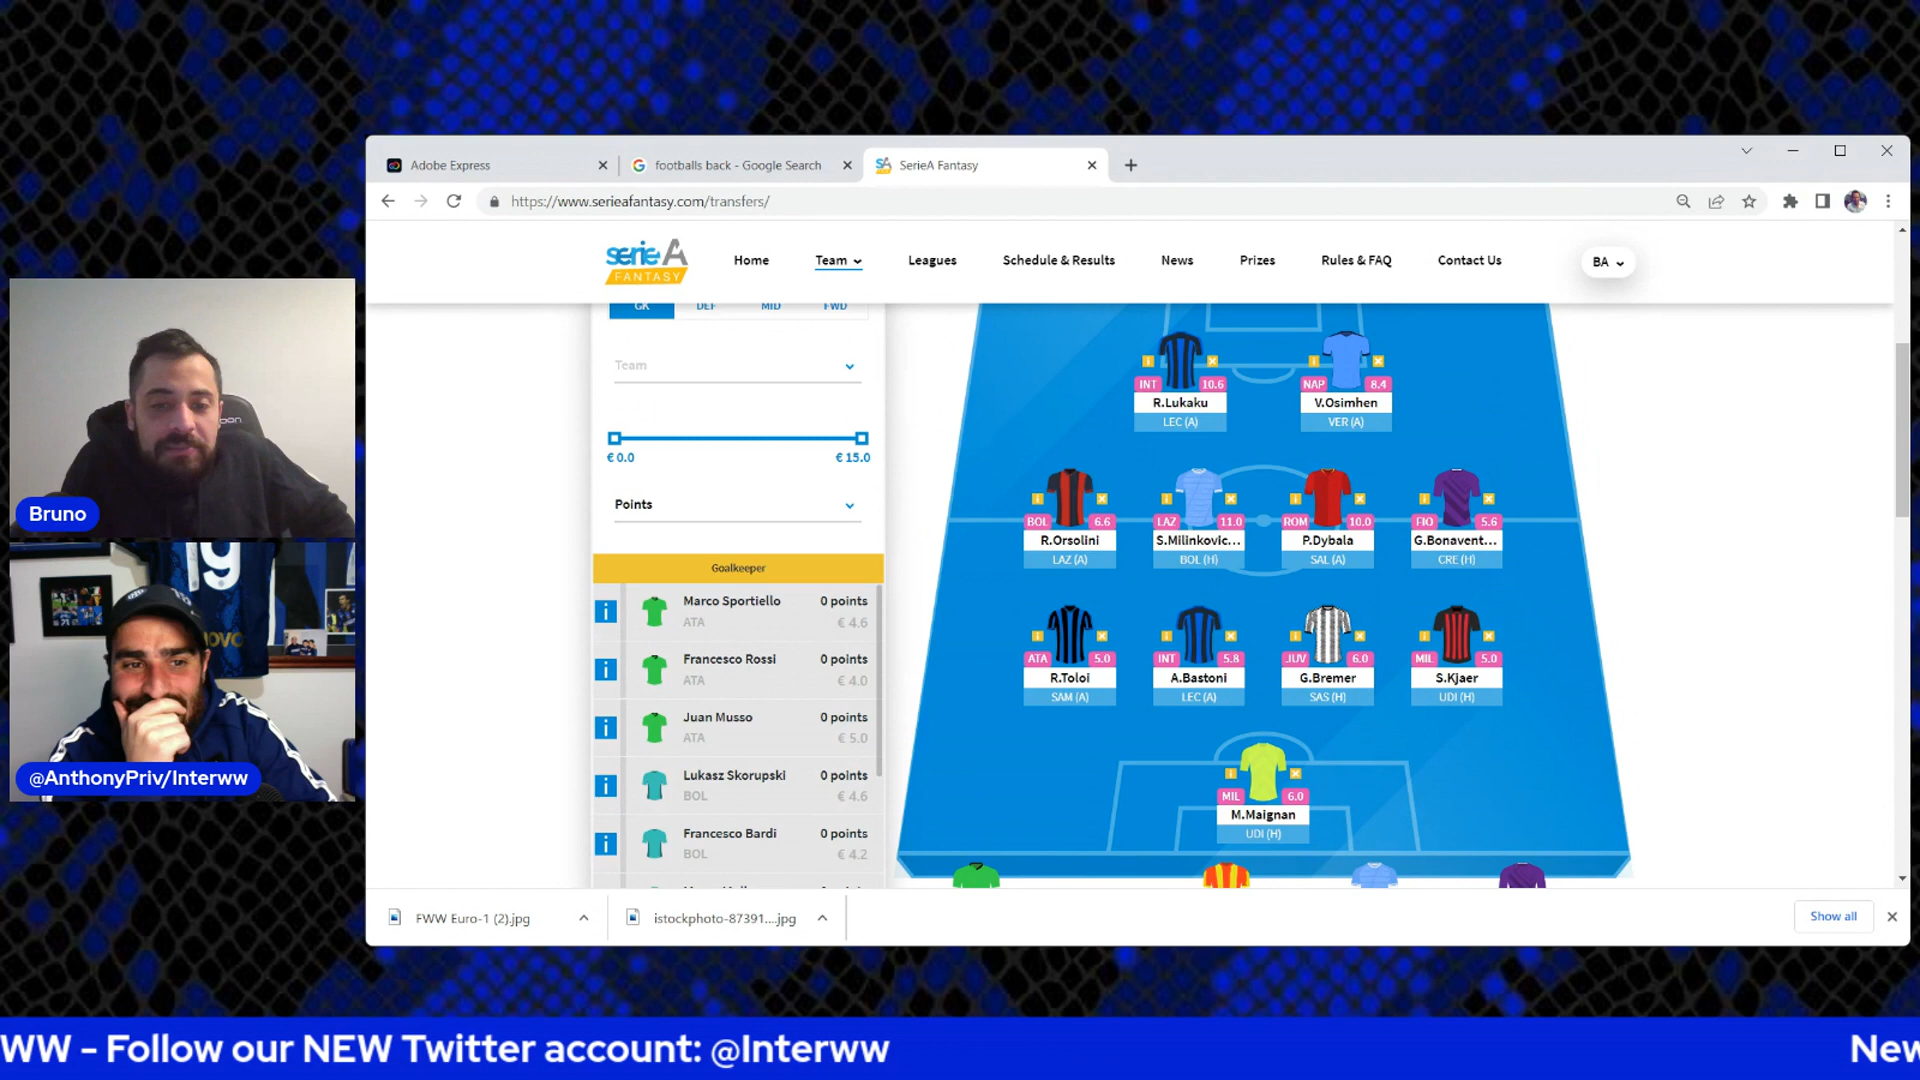 Adobe Express
footballs back - Google Search
SerieA Fantasy
https://www.serieafantasy.com/transfers/
serie A
FANTASY
Home
Team
Leagues
Schedule & Results
News
Prizes
Rules & FAQ
Contact Us
BA
GK
DEF
MID
FWD
Team
€ 0.0
€ 15.0
Points
Goalkeeper
Marco Sportiello
0 points
ATA
€ 4.6
Francesco Rossi
0 points
ATA
€ 4.0
Juan Musso
0 points
ATA
€ 5.0
Lukasz Skorupski
0 points
BOL
€ 4.6
Francesco Bardi
0 points
BOL
€ 4.2
INT 10.6
R.Lukaku
LEC (A)
NAP 8.4
V.Osimhen
VER (A)
BOL 6.6
R.Orsolini
LAZ (A)
LAZ 11.0
S.Milinkovic...
BOL (H)
ROM 10.0
P.Dybala
SAL (A)
FIO 5.6
G.Bonavent...
CRE (H)
ATA 5.0
R.Toloi
SAM (A)
INT 5.8
A.Bastoni
LEC (A)
JUV 6.0
G.Bremer
SAS (H)
MIL 5.0
S.Kjaer
UDI (H)
MIL 6.0
M.Maignan
UDI (H)
FWW Euro-1 (2).jpg
istockphoto-87391....jpg
Show all
Bruno
19
@AnthonyPriv/Interww
WW - Follow our NEW Twitter account: @Interww
New